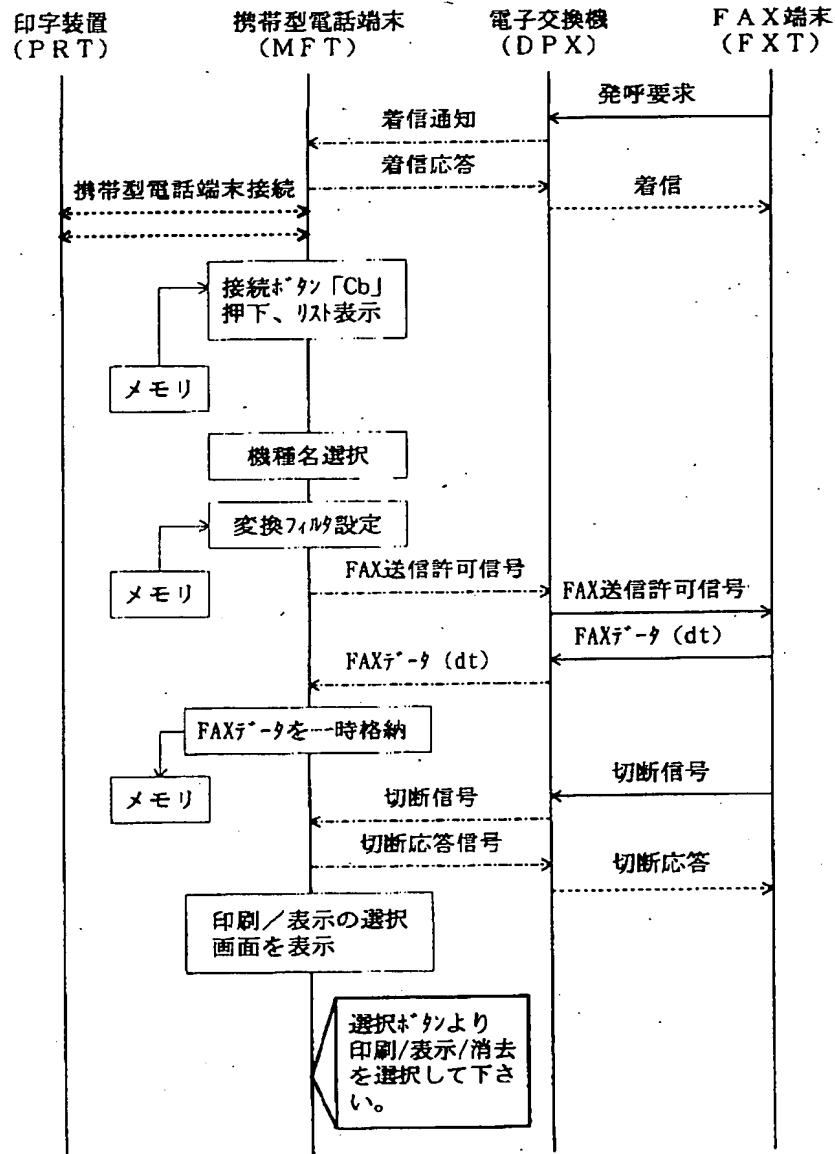 印字装置
(PRT)
携帯型電話端末
(MFT)
電子交換機
(DPX)
FAX端末
(FXT)
発呼要求
着信通知
着信応答
着信
携帯型電話端末接続
接続ボタン「Cb」
押下、リスト表示
メモリ
機種名選択
変換フィルタ設定
メモリ
FAX送信許可信号
FAX送信許可信号
FAXデータ (dt)
FAXデータ (dt)
FAXデータを一時格納
メモリ
切断信号
切断信号
切断応答信号
切断応答
印刷/表示の選択
画面を表示
選択ボタンより
印刷/表示/消去
を選択して下さ
い。